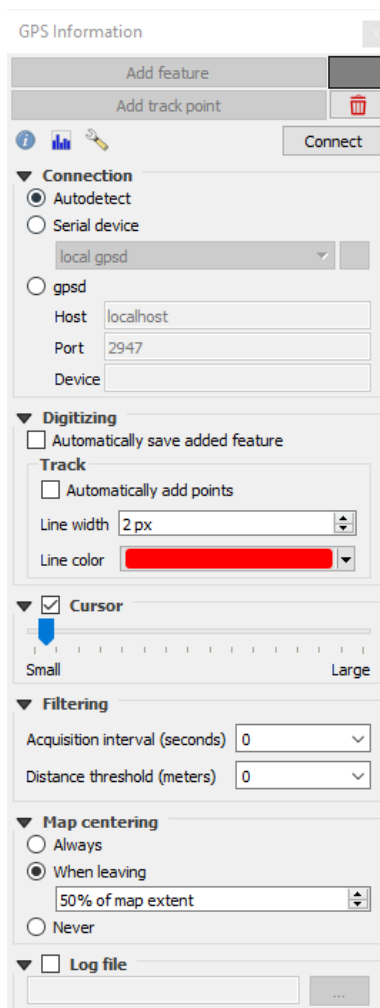 GPS Information
Add feature
Add track point
Connect
Connection
Autodetect
Serial device
local gpsd
gpsd
Host localhost
Port 2947
Device
Digitizing
Automatically save added feature
Track
Automatically add points
Line width 2 px
Line color
Cursor
Small Large
Filtering
Acquisition interval (seconds) 0
Distance threshold (meters) 0
Map centering
Always
When leaving
50% of map extent
Never
Log file
...